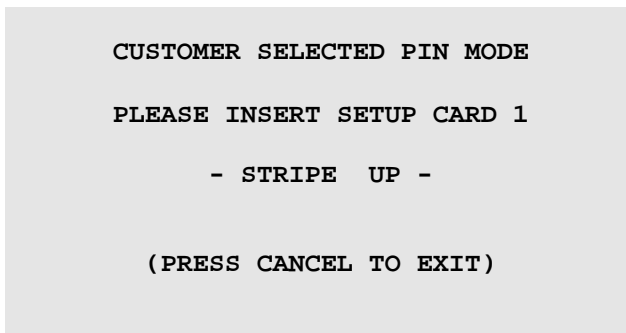 CUSTOMER SELECTED PIN MODE
PLEASE INSERT SETUP CARD 1
- STRIPE  UP -
(PRESS CANCEL TO EXIT)